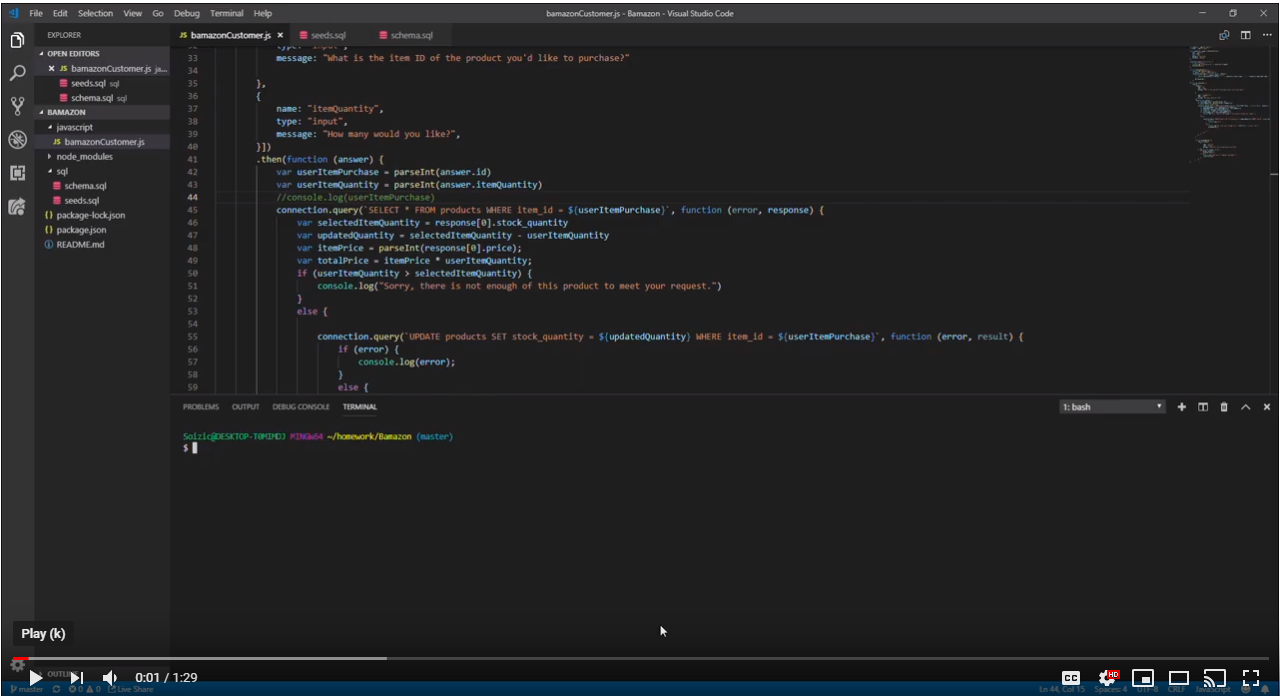 File Edit Selection View Go Debug Terminal Help
bamazonCustomer.js - Bamazon - Visual Studio Code
EXPLORER
OPEN EDITORS
JS bamazonCustomer.js ja...
seeds.sql sql
schema.sql sql
BAMAZON
javascript
JS bamazonCustomer.js
node_modules
sql
schema.sql
seeds.sql
{} package-lock.json
{} package.json
README.md
JS bamazonCustomer.js
seeds.sql
schema.sql
32 type: "input",
33 message: "What is the item ID of the product you'd like to purchase?"
34
35 },
36 {
37 name: "itemQuantity",
38 type: "input",
39 message: "How many would you like?",
40 }])
41 .then(function (answer) {
42 var userItemPurchase = parseInt(answer.id)
43 var userItemQuantity = parseInt(answer.itemQuantity)
44 //console.log(userItemPurchase)
45 connection.query(`SELECT * FROM products WHERE item_id = ${userItemPurchase}`, function (error, response) {
46 var selectedItemQuantity = response[0].stock_quantity
47 var updatedQuantity = selectedItemQuantity - userItemQuantity
48 var itemPrice = parseInt(response[0].price);
49 var totalPrice = itemPrice * userItemQuantity;
50 if (userItemQuantity > selectedItemQuantity) {
51 console.log("Sorry, there is not enough of this product to meet your request.")
52 }
53 else {
54
55 connection.query(`UPDATE products SET stock_quantity = ${updatedQuantity} WHERE item_id = ${userItemPurchase}`, function (error, result) {
56 if (error) {
57 console.log(error);
58 }
59 else {
PROBLEMS OUTPUT DEBUG CONSOLE TERMINAL
1: bash
MINGW64 ~/homework/Bamazon (master)
$
Play (k)
OUTLINE
0:01 / 1:29
CC
HD
master 0 0 Live Share
Ln 44, Col 15 Spaces: 4 UTF-8 CRLF JavaScript